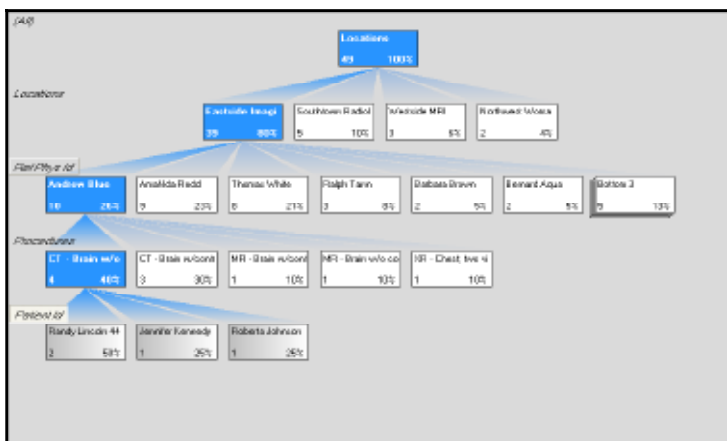 (All)
Locations
49 100%
Locations
Eastside Imagi Southtown Radiol Westside MRI Northwest Woma
39 80% 5 10% 3 6% 2 4%
Ref Phys Id
Andrew Blue Amanda Redd Thomas White Ralph Tann Barbara Brown Bernard Aqua Bottom 3
10 26% 9 23% 8 21% 3 8% 2 5% 2 5% 5 13%
Procedures
CT - Brain w/o CT - Brain w/cont MR - Brain w/cont MR - Brain w/o co XR - Chest, two vi
4 40% 3 30% 1 10% 1 10% 1 10%
Patient Id
Randy Lincoln 44 Jennifer Kennedy Roberta Johnson
2 50% 1 25% 1 25%